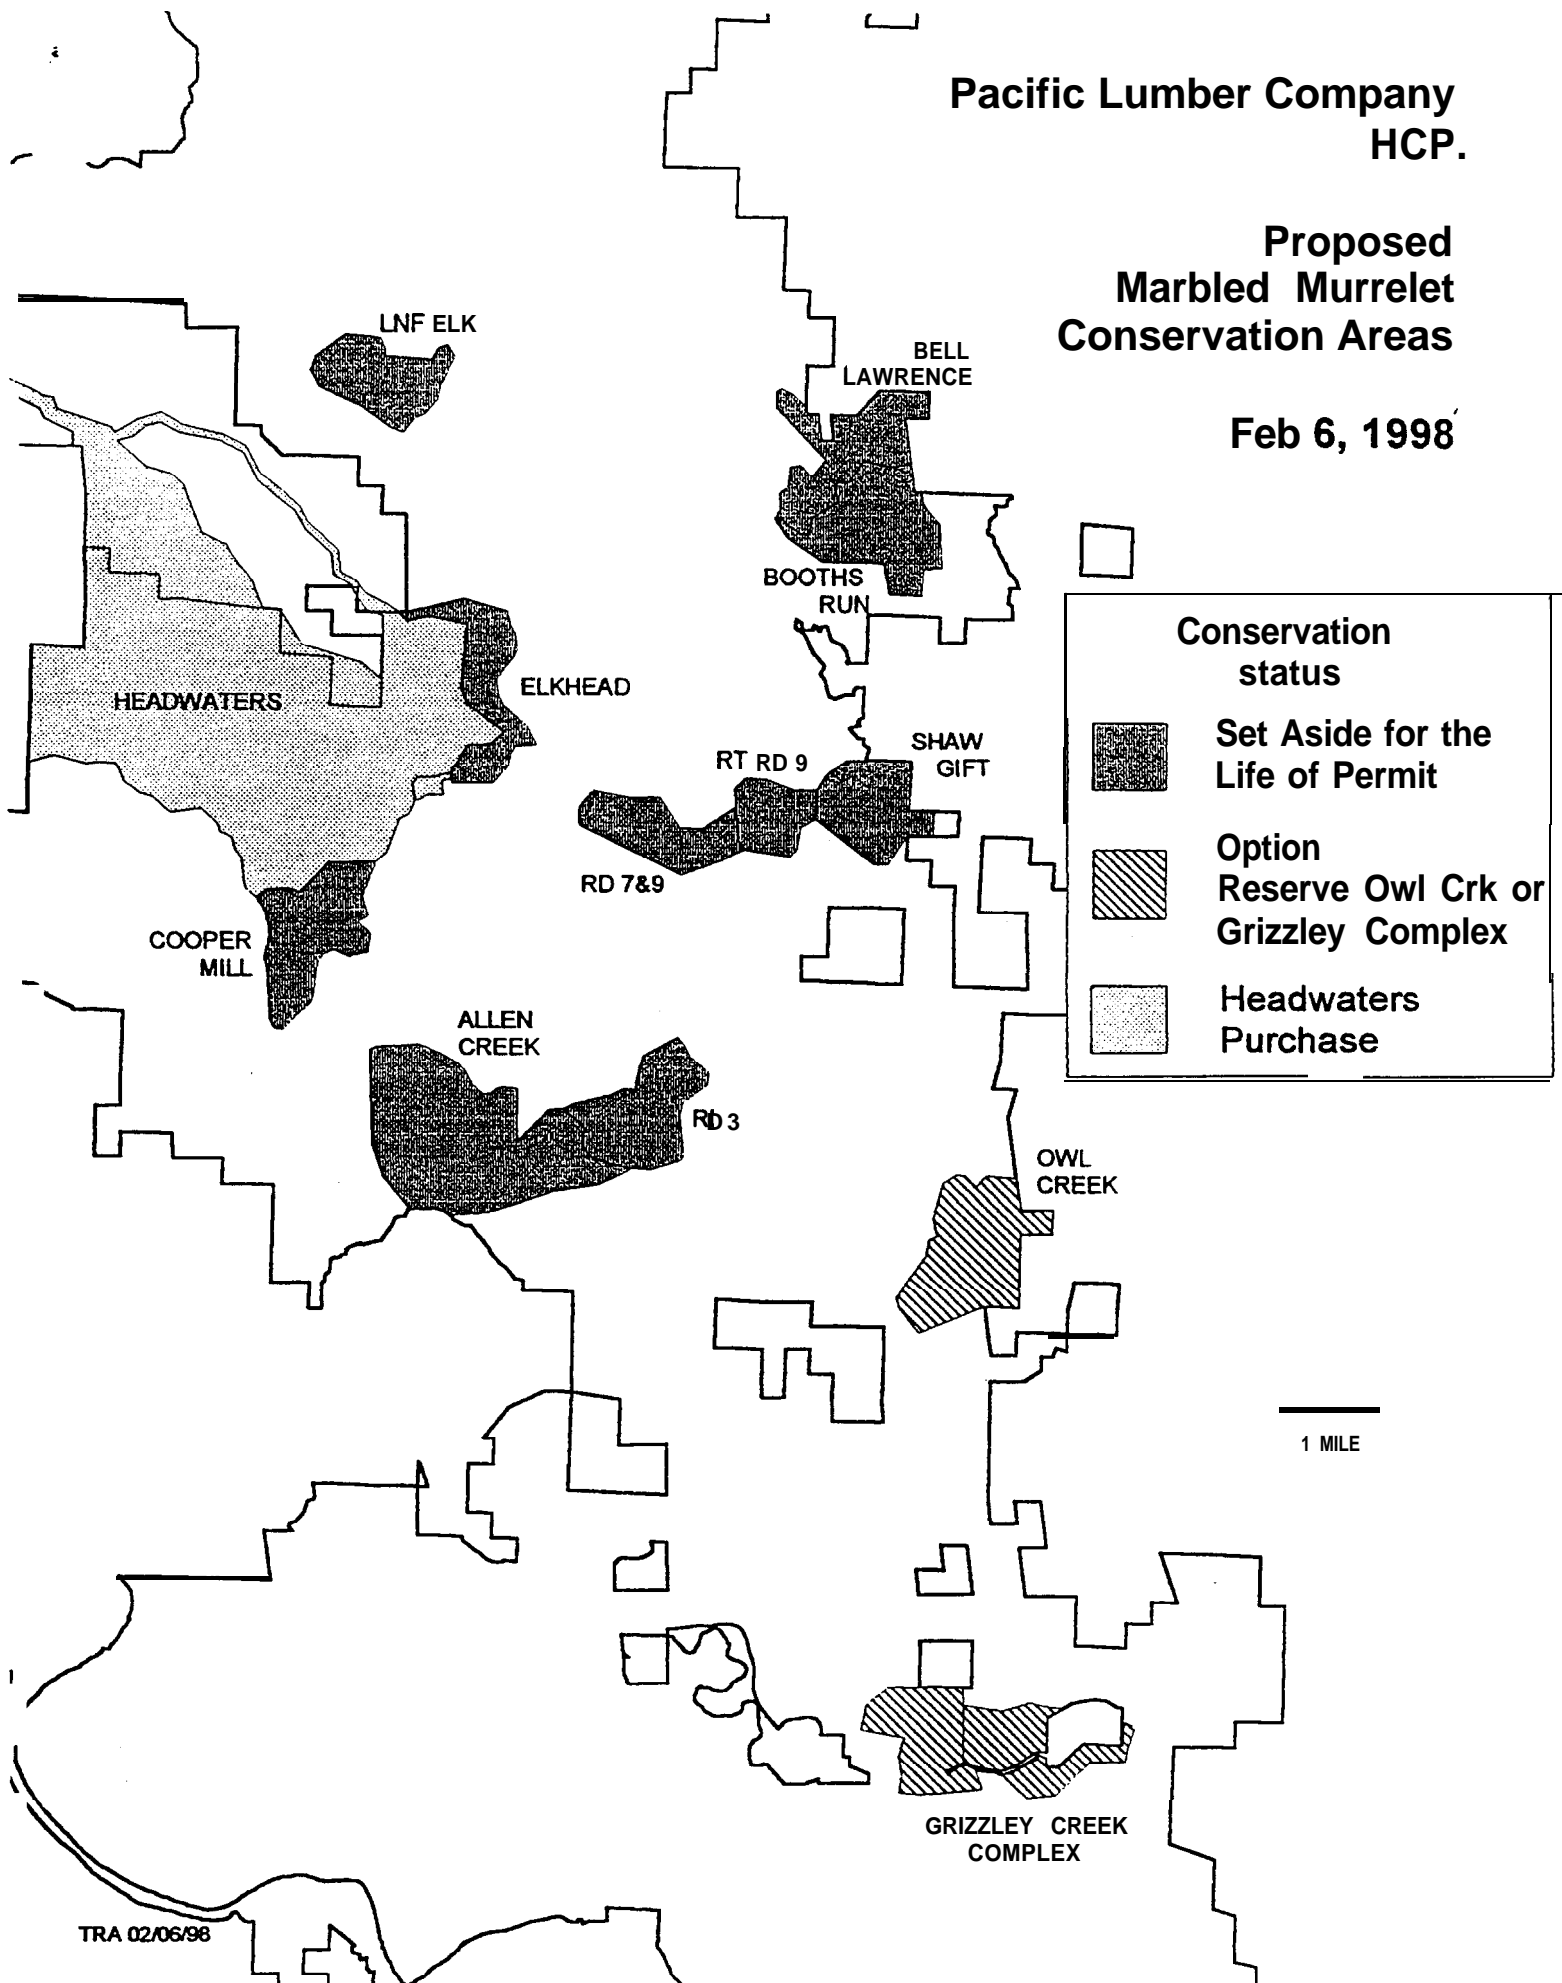 Pacific Lumber Company
HCP.
Proposed
Marbled Murrelet
Conservation Areas
Feb 6, 1998
LNF ELK
BELL
LAWRENCE
BOOTHS
RUN
Conservation
status
Set Aside for the
Life of Permit
Option
Reserve Owl Crk or
Grizzley Complex
Headwaters
Purchase
HEADWATERS
ELKHEAD
SHAW
GIFT
RT RD 9
RD 7&9
COOPER
MILL
ALLEN
CREEK
RD 3
OWL
CREEK
1 MILE
GRIZZLEY CREEK
COMPLEX
TRA 02/06/98